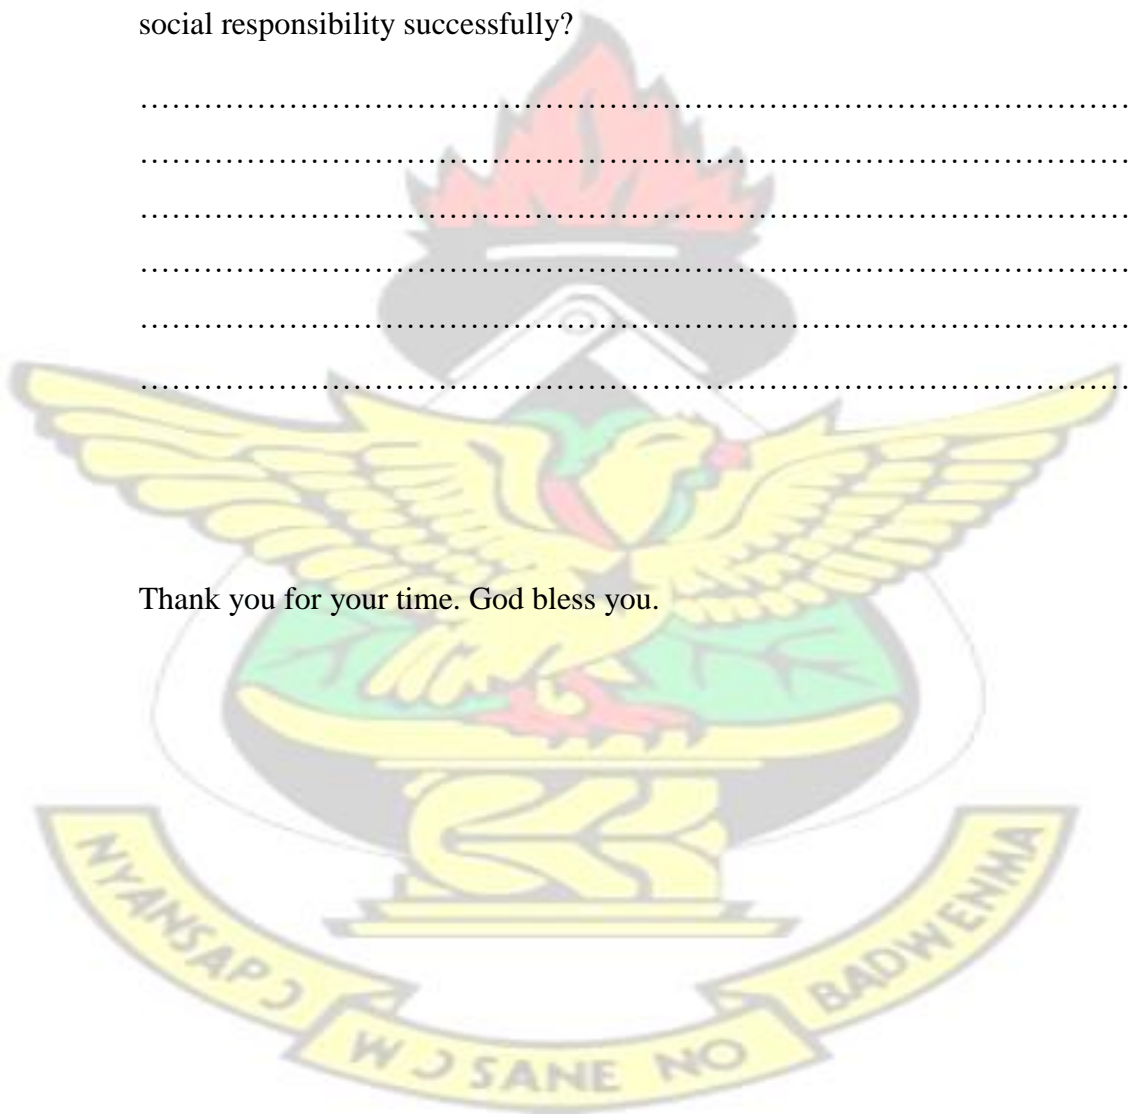 social responsibility successfully?
…………………………………………………………………………………
…………………………………………………………………………………
…………………………………………………………………………………
…………………………………………………………………………………
…………………………………………………………………………………
…………………………………………………………………………………
Thank you for your time. God bless you.
NYANSAPƆ WƆSANE NO BADWENMA